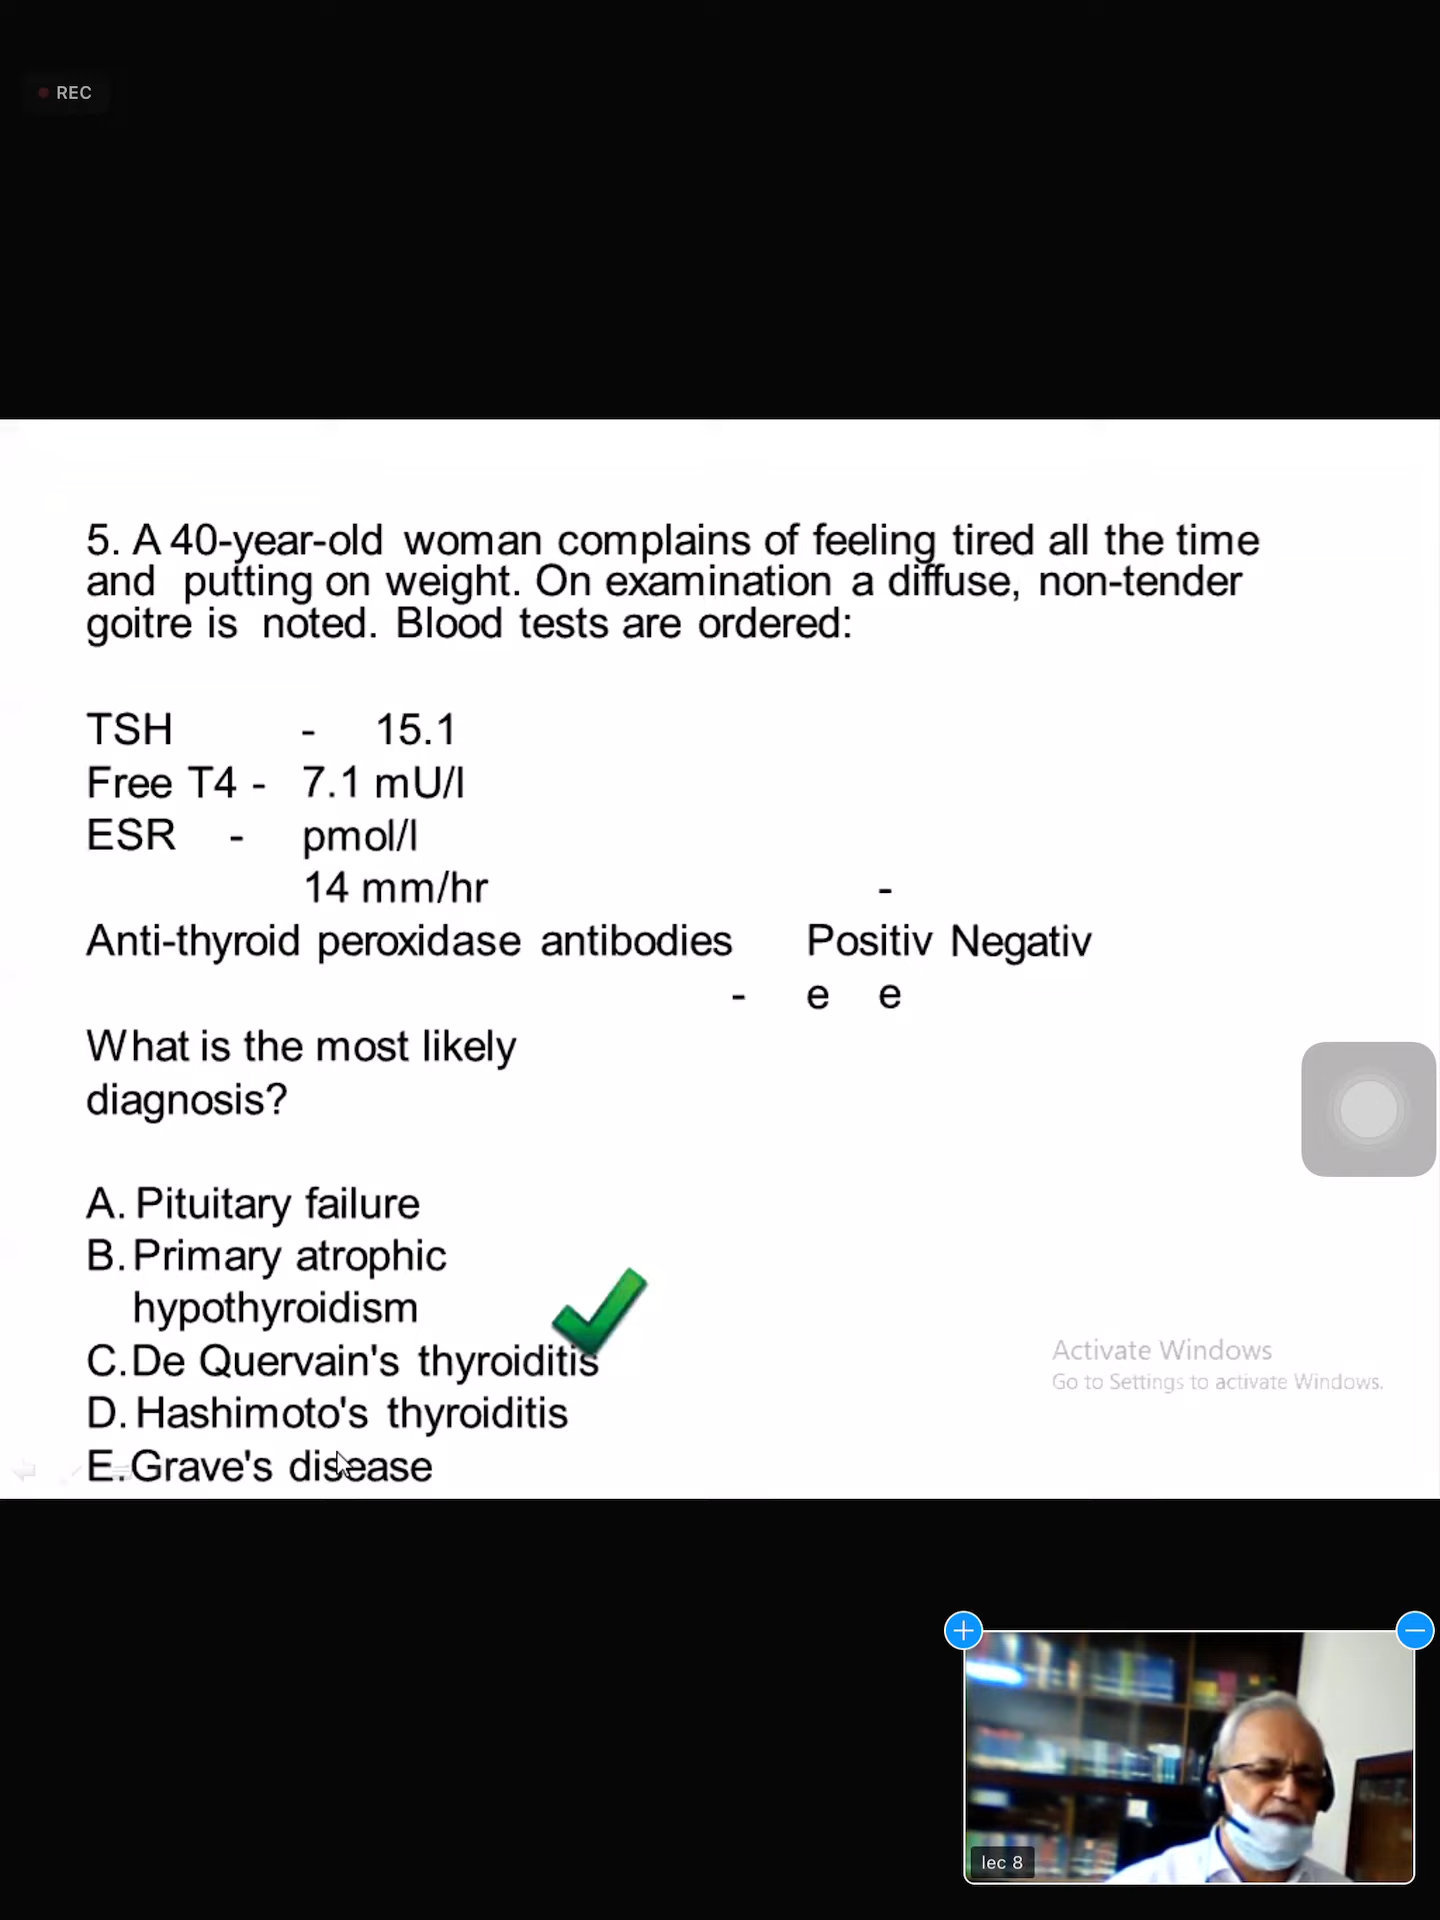 REC
5. A 40-year-old woman complains of feeling tired all the time
and putting on weight. On examination a diffuse, non-tender
goitre is noted. Blood tests are ordered:
TSH - 15.1
Free T4 - 7.1 mU/l
ESR - pmol/l
14 mm/hr -
Anti-thyroid peroxidase antibodies Positiv Negativ
- e e
What is the most likely
diagnosis?
A. Pituitary failure
B. Primary atrophic
hypothyroidism
C. De Quervain's thyroiditis
D. Hashimoto's thyroiditis
E. Grave's disease
Activate Windows
Go to Settings to activate Windows.
lec 8